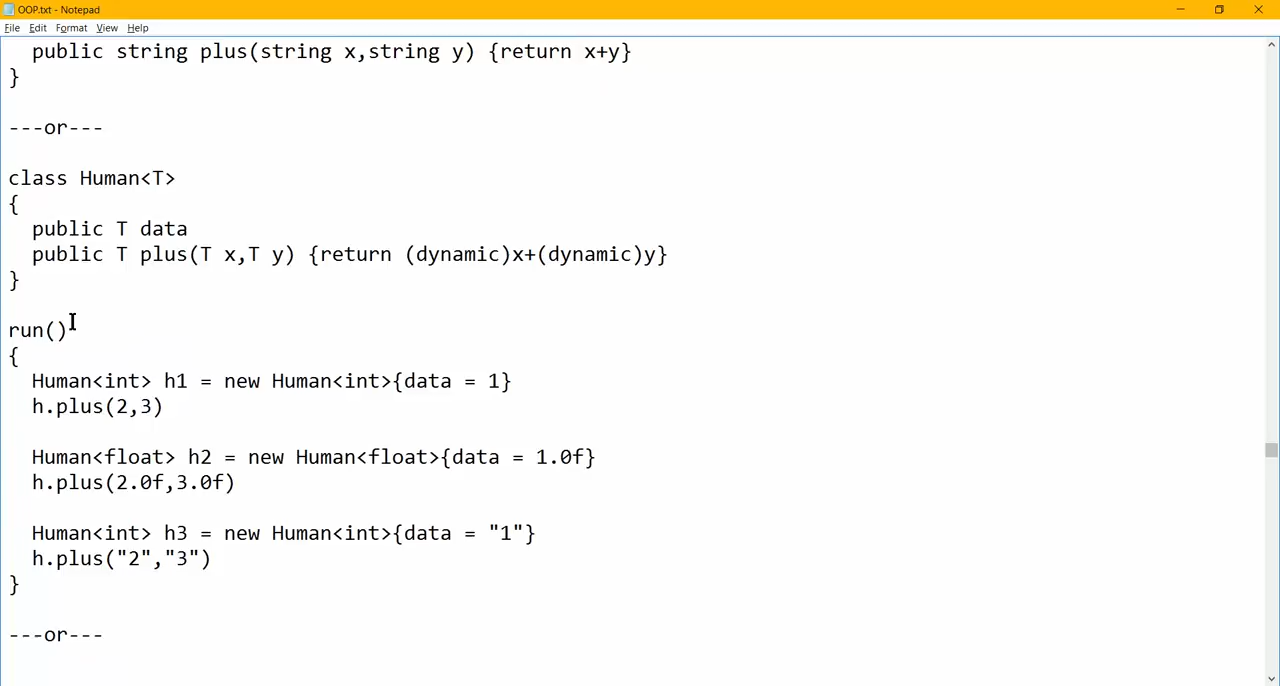 OOP.txt - Notepad
File Edit Format View Help
public string plus(string x,string y) {return x+y}
}
---or---
class Human<T>
{
public T data
public T plus(T x,T y) {return (dynamic)x+(dynamic)y}
}
run()
{
Human<int> h1 = new Human<int>{data = 1}
h.plus(2,3)
Human<float> h2 = new Human<float>{data = 1.0f}
h.plus(2.0f,3.0f)
Human<int> h3 = new Human<int>{data = "1"}
h.plus("2","3")
}
---or---